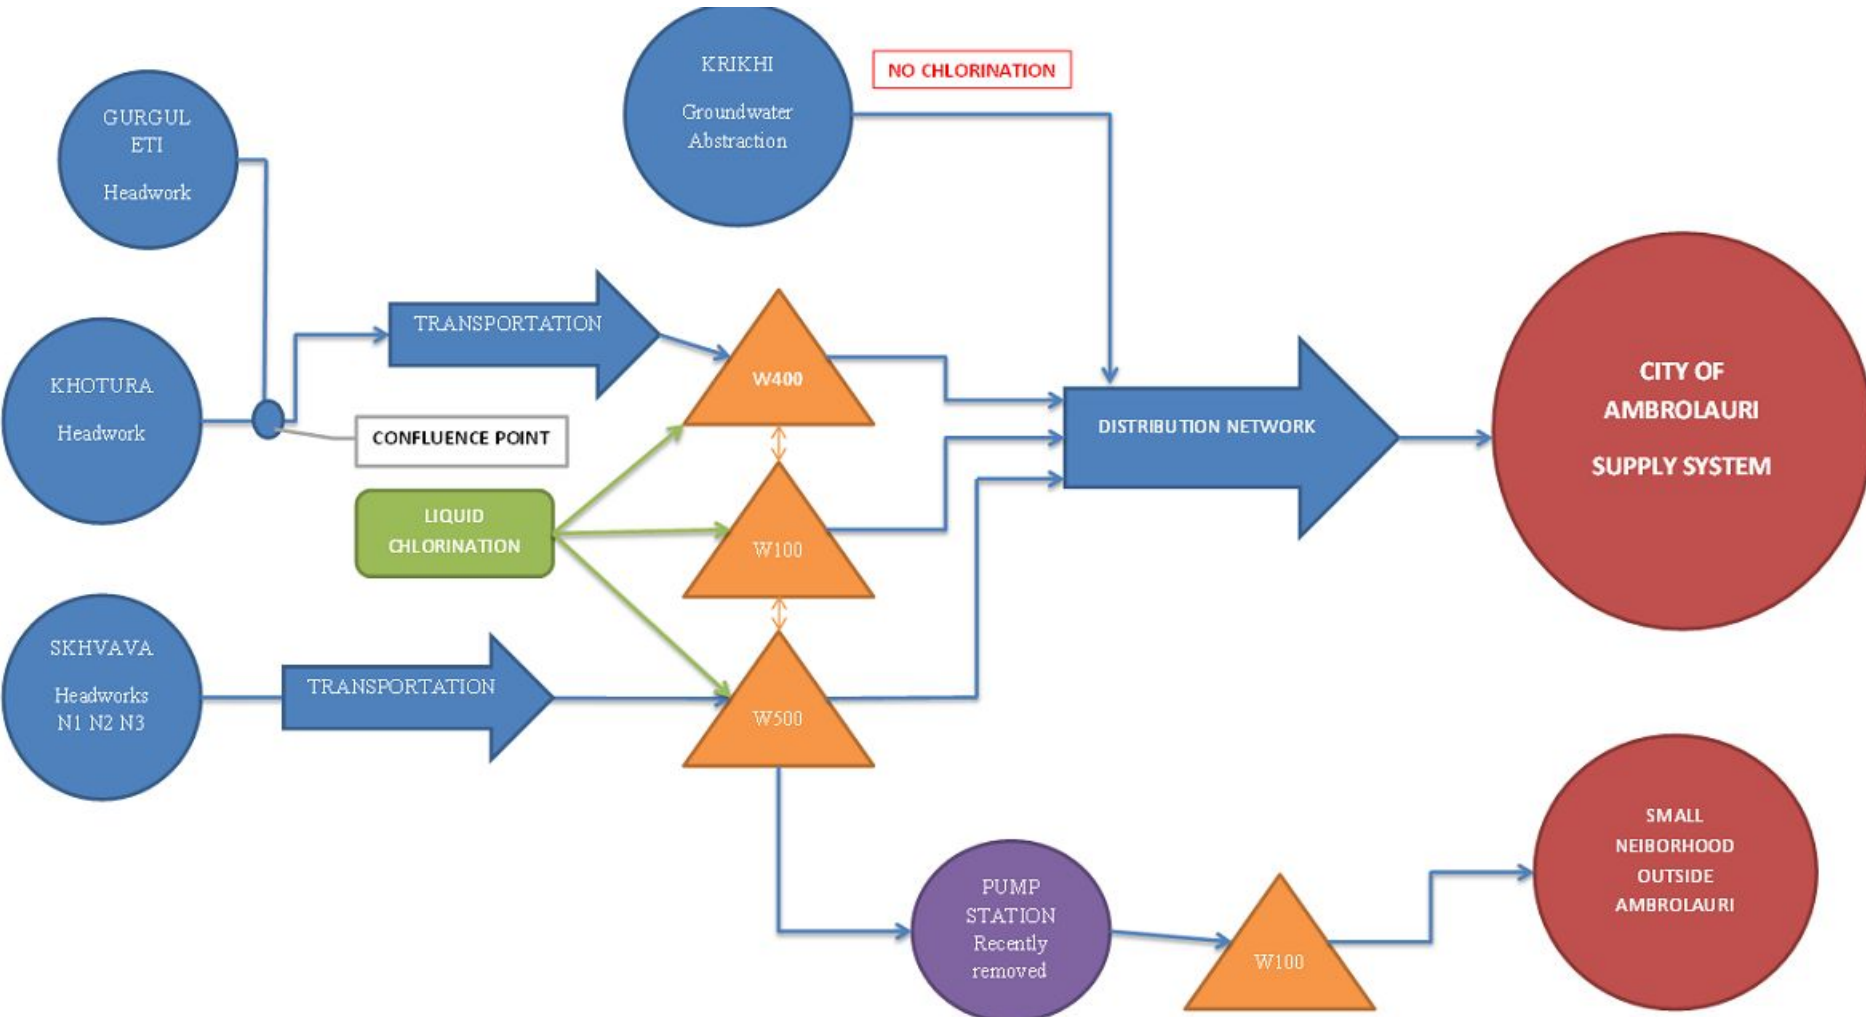 KRIKHI
Groundwater
Abstraction
NO CHLORINATION
GURGUL
ETI
Headwork
TRANSPORTATION
KHOTURA
Headwork
CONFLUENCE POINT
W400
DISTRIBUTION NETWORK
CITY OF
AMBROLAURI
SUPPLY SYSTEM
LIQUID
CHLORINATION
W100
SKHVAVA
Headworks
N1 N2 N3
TRANSPORTATION
W500
PUMP
STATION
Recently
removed
W100
SMALL
NEIBORHOOD
OUTSIDE
AMBROLAURI